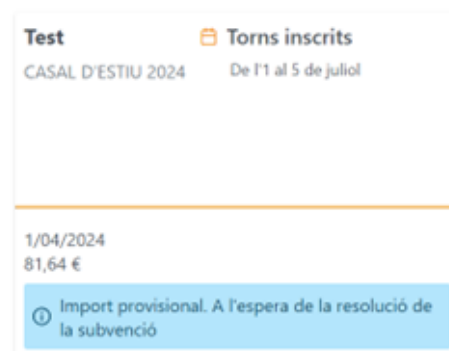 Test
CASAL D'ESTIU 2024
Torns inscrits
De l'1 al 5 de juliol
1/04/2024
81,64 €
Import provisional. A l'espera de la resolució de
la subvenció